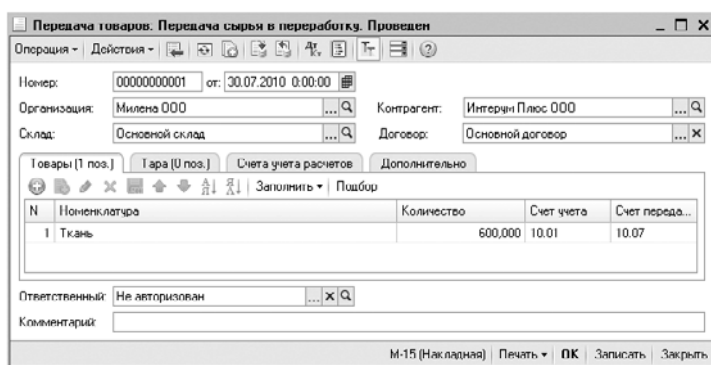 Передача товаров: Передача сырья в переработку. Проведен
Операция Действия
Номер: 00000000001 от: 30.07.2010 0:00:00
Организация: Милена ООО ... Контрагент: Интерум Плюс ООО ...
Склад: Основной склад ... Договор: Основной договор ...
Товары (1 поз.) Тара (0 поз.) Счета учета расчетов Дополнительно
Заполнить Подбор
N Номенклатура Количество Счет учета Счет переда...
1 Ткань 600,000 10.01 10.07
Ответственный: Не авторизован ...
Комментарий:
М-15 (Накладная) Печать OK Записать Закрыть